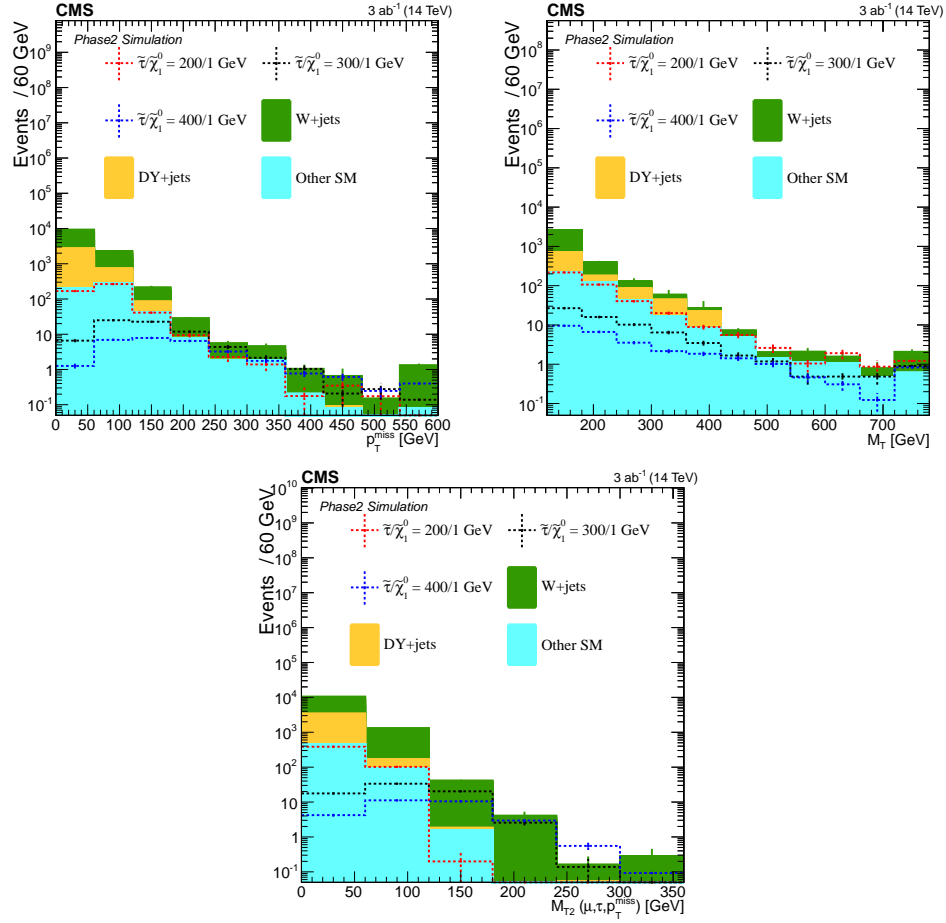 CMS 3 ab⁻¹ (14 TeV)
Phase2 Simulation
τ̃/χ̃₁⁰ = 200/1 GeV τ̃/χ̃₁⁰ = 300/1 GeV
τ̃/χ̃₁⁰ = 400/1 GeV W+jets
DY+jets Other SM
Events / 60 GeV
10⁹
10⁸
10⁷
10⁶
10⁵
10⁴
10³
10²
10
1
10⁻¹
0 50 100 150 200 250 300 350 400 450 500 550 600
p_T^miss [GeV]
CMS 3 ab⁻¹ (14 TeV)
Phase2 Simulation
τ̃/χ̃₁⁰ = 200/1 GeV τ̃/χ̃₁⁰ = 300/1 GeV
τ̃/χ̃₁⁰ = 400/1 GeV W+jets
DY+jets Other SM
Events / 60 GeV
10⁸
10⁷
10⁶
10⁵
10⁴
10³
10²
10
1
10⁻¹
200 300 400 500 600 700
M_T [GeV]
CMS 3 ab⁻¹ (14 TeV)
Phase2 Simulation
τ̃/χ̃₁⁰ = 200/1 GeV τ̃/χ̃₁⁰ = 300/1 GeV
τ̃/χ̃₁⁰ = 400/1 GeV W+jets
DY+jets Other SM
Events / 60 GeV
10¹⁰
10⁹
10⁸
10⁷
10⁶
10⁵
10⁴
10³
10²
10
1
10⁻¹
0 50 100 150 200 250 300 350
M_T2 (μ,τ,p_T^miss) [GeV]